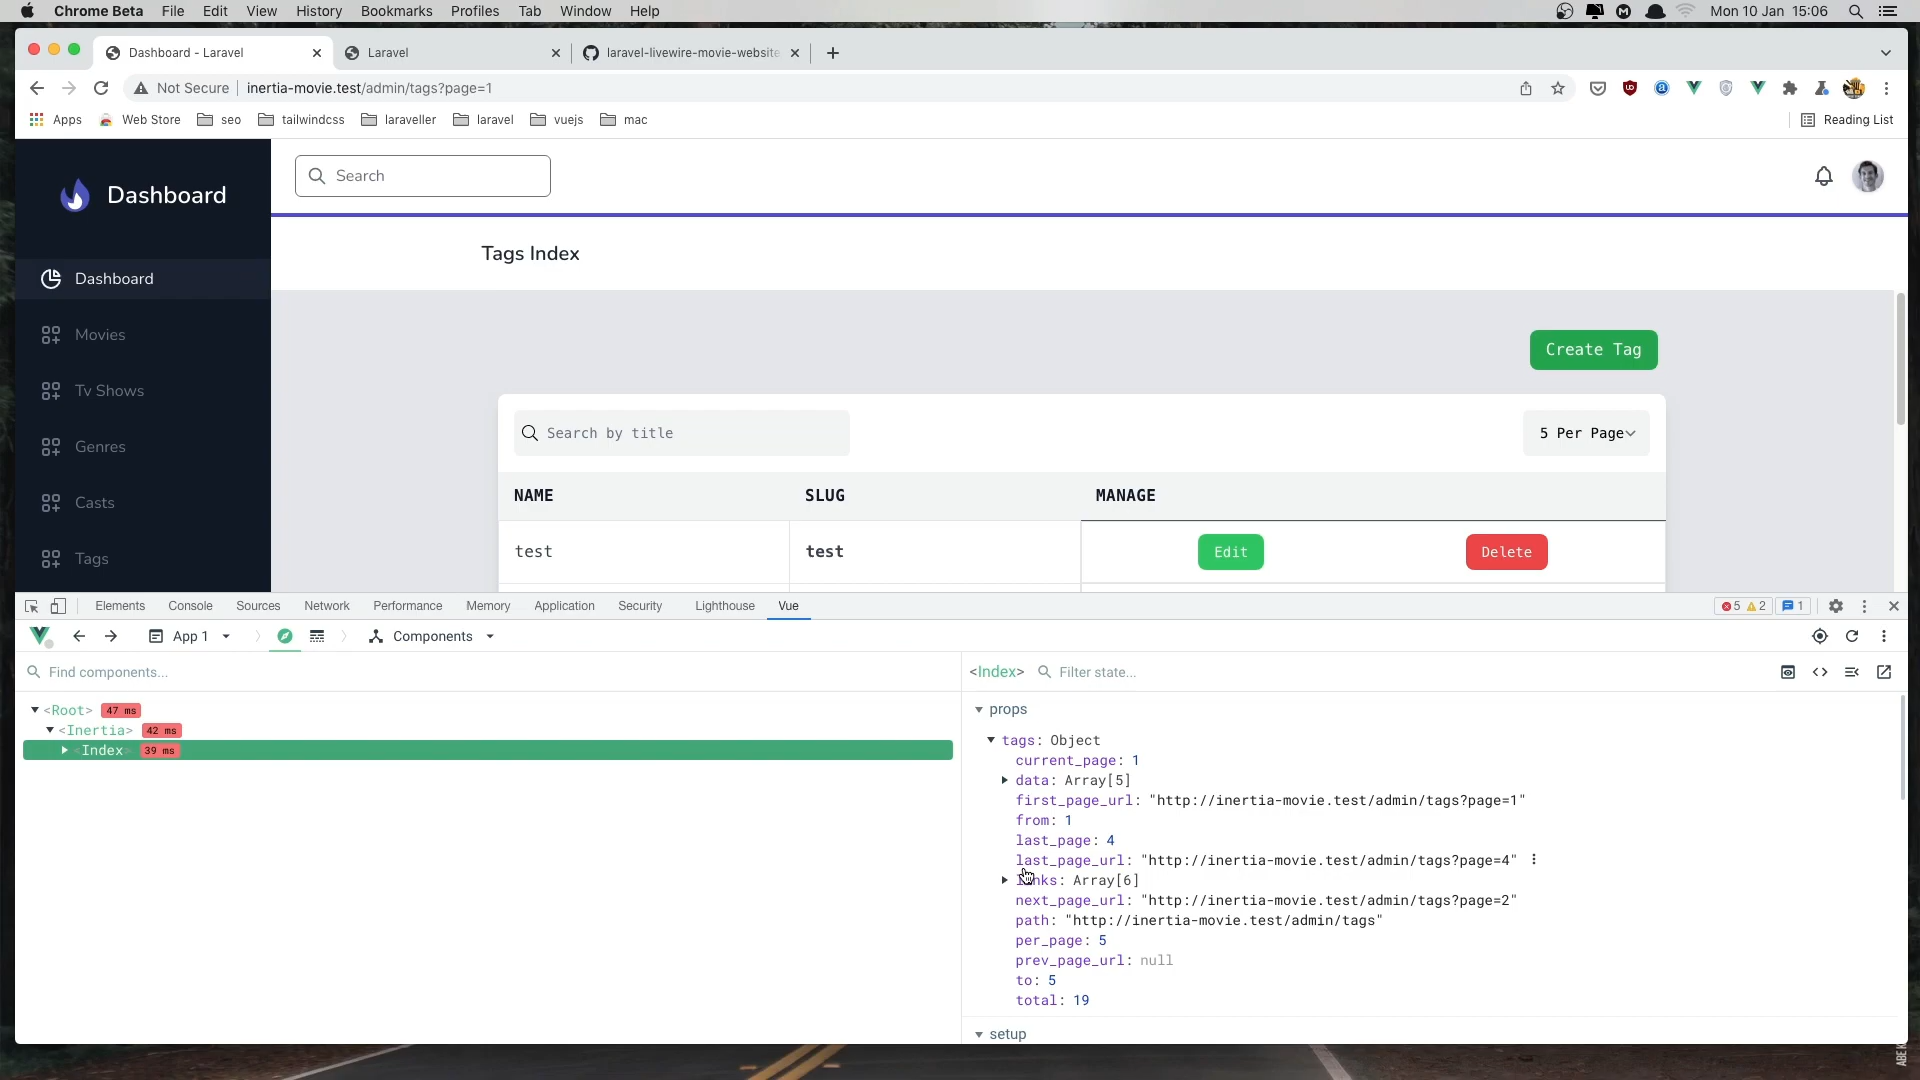 Chrome Beta File Edit View History Bookmarks Profiles Tab Window Help Mon 10 Jan 15:06
Dashboard - Laravel
Laravel
laravel-livewire-movie-website
Not Secure inertia-movie.test/admin/tags?page=1
Apps Web Store seo tailwindcss laraveller laravel vuejs mac Reading List
Dashboard
Search
Tags Index
Dashboard
Movies
Tv Shows
Genres
Casts
Tags
Create Tag
Search by title
5 Per Page
NAME SLUG MANAGE
test test Edit Delete
Elements Console Sources Network Performance Memory Application Security Lighthouse Vue 5 2 1
App 1 Components
Find components...
<Root> 47 ms
<Inertia> 42 ms
<Index> 39 ms
<Index> Filter state...
props
tags: Object
current_page: 1
data: Array[5]
first_page_url: "http://inertia-movie.test/admin/tags?page=1"
from: 1
last_page: 4
last_page_url: "http://inertia-movie.test/admin/tags?page=4"
links: Array[6]
next_page_url: "http://inertia-movie.test/admin/tags?page=2"
path: "http://inertia-movie.test/admin/tags"
per_page: 5
prev_page_url: null
to: 5
total: 19
setup